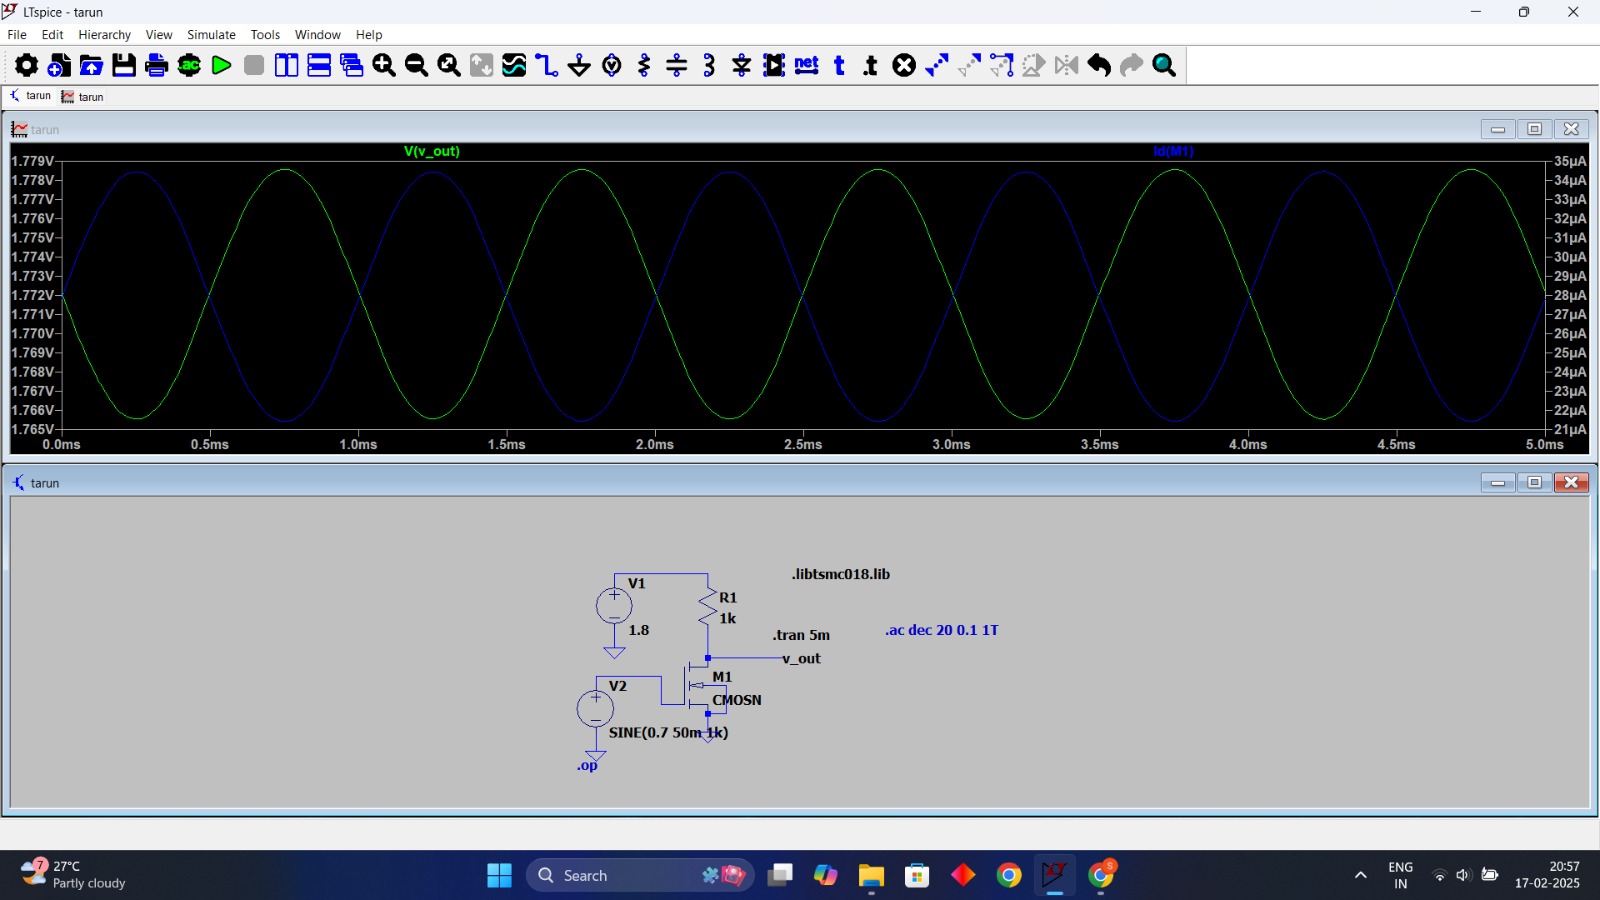 LTspice - tarun
File Edit Hierarchy View Simulate Tools Window Help
ac net t .t
tarun tarun
tarun
V(v_out) Id(M1)
1.779V 35µA
1.778V 34µA
1.777V 33µA
1.776V 32µA
1.775V 31µA
1.774V 30µA
1.773V 29µA
1.772V 28µA
1.771V 27µA
1.770V 26µA
1.769V 25µA
1.768V 24µA
1.767V 23µA
1.766V 22µA
1.765V 21µA
0.0ms 0.5ms 1.0ms 1.5ms 2.0ms 2.5ms 3.0ms 3.5ms 4.0ms 4.5ms 5.0ms
tarun
.libtsmc018.lib
V1
R1
1k
1.8
.tran 5m
.ac dec 20 0.1 1T
v_out
M1
V2
CMOSN
SINE(0.7 50m 1k)
.op
7
27°C
Partly cloudy
Search
S
ENG
IN
20:57
17-02-2025